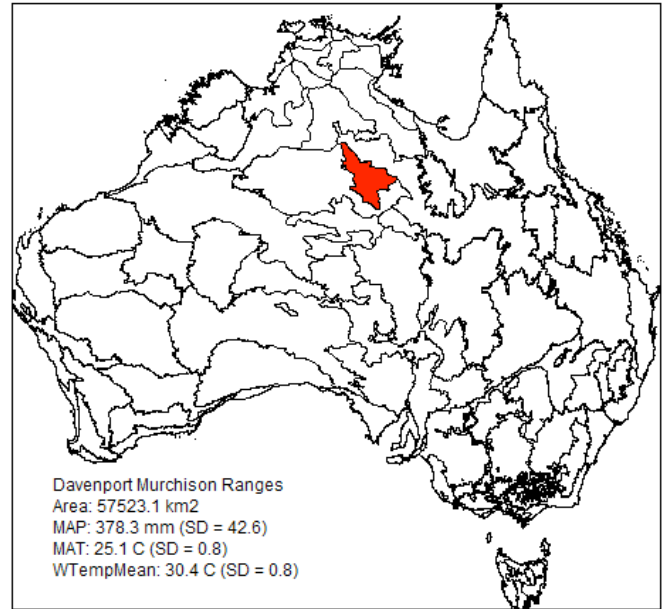 Davenport Murchison Ranges
Area: 57523.1 km2
MAP: 378.3 mm (SD = 42.6)
MAT: 25.1 C (SD = 0.8)
WTempMean: 30.4 C (SD = 0.8)